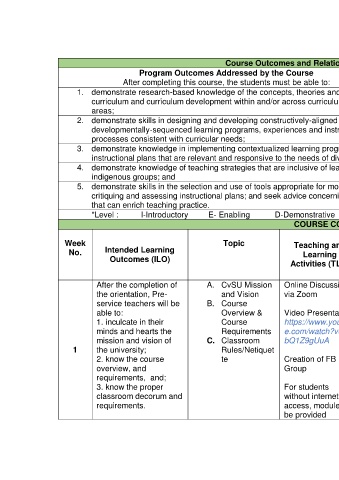 Course Outcomes and Relatio
Program Outcomes Addressed by the Course
After completing this course, the students must be able to:
1. demonstrate research-based knowledge of the concepts, theories an
curriculum and curriculum development within and/or across curriculu
areas;
2. demonstrate skills in designing and developing constructively-aligned
developmentally-sequenced learning programs, experiences and instr
processes consistent with curricular needs;
3. demonstrate knowledge in implementing contextualized learning prog
instructional plans that are relevant and responsive to the needs of div
4. demonstrate knowledge of teaching strategies that are inclusive of lea
indigenous groups; and
5. demonstrate skills in the selection and use of tools appropriate for mo
critiquing and assessing instructional plans; and seek advice concerni
that can enrich teaching practice.
*Level : I-Introductory E- Enabling D-Demonstrative
COURSE CO
Week
No.
Intended Learning
Outcomes (ILO)
Topic
Teaching an
Learning
Activities (TL
1
After the completion of
the orientation, Pre-
service teachers will be
able to:
1. inculcate in their
minds and hearts the
mission and vision of
the university;
2. know the course
overview, and
requirements, and;
3. know the proper
classroom decorum and
requirements.
A. CvSU Mission
and Vision
B. Course
Overview &
Course
Requirements
C. Classroom
Rules/Netiquet
te
Online Discussi
via Zoom
Video Presenta
https://www.you
e.com/watch?v=
bQ1Z9gUuA
Creation of FB
Group
For students
without internet
access, module
be provided